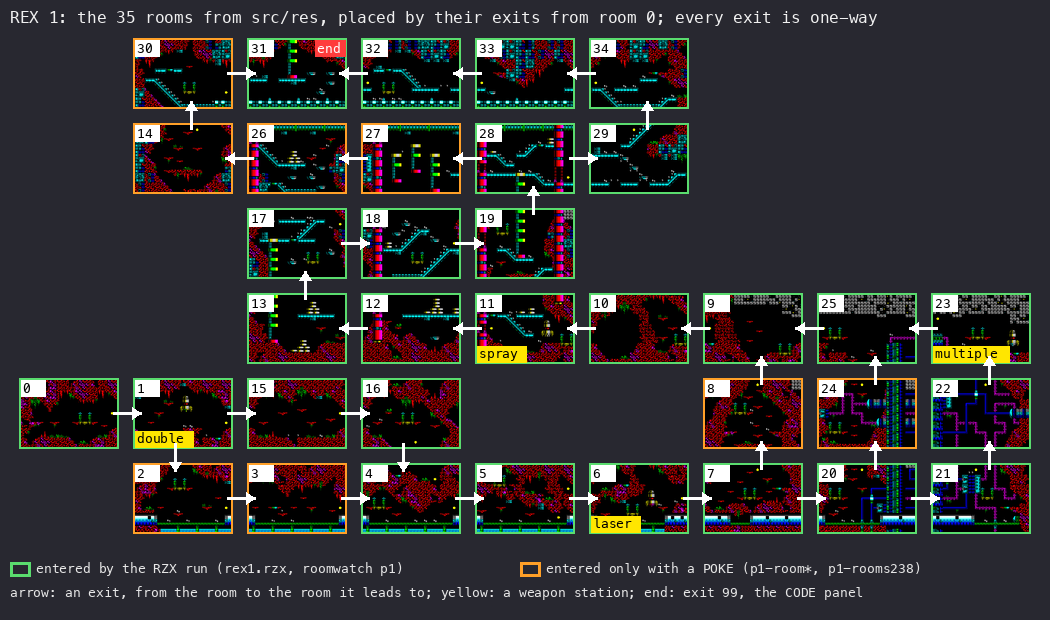 REX 1: the 35 rooms from src/res, placed by their exits from room 0; every exit is one-way
30 31 end 32 33 34
14 26 27 28 29
17 18 19
13 12 11 10 9 25 23
spray multiple
0 1 15 16 8 24 22
double
2 3 4 5 6 7 20 21
laser
entered by the RZX run (rex1.rzx, roomwatch p1) entered only with a POKE (p1-room*, p1-rooms238)
arrow: an exit, from the room to the room it leads to; yellow: a weapon station; end: exit 99, the CODE panel